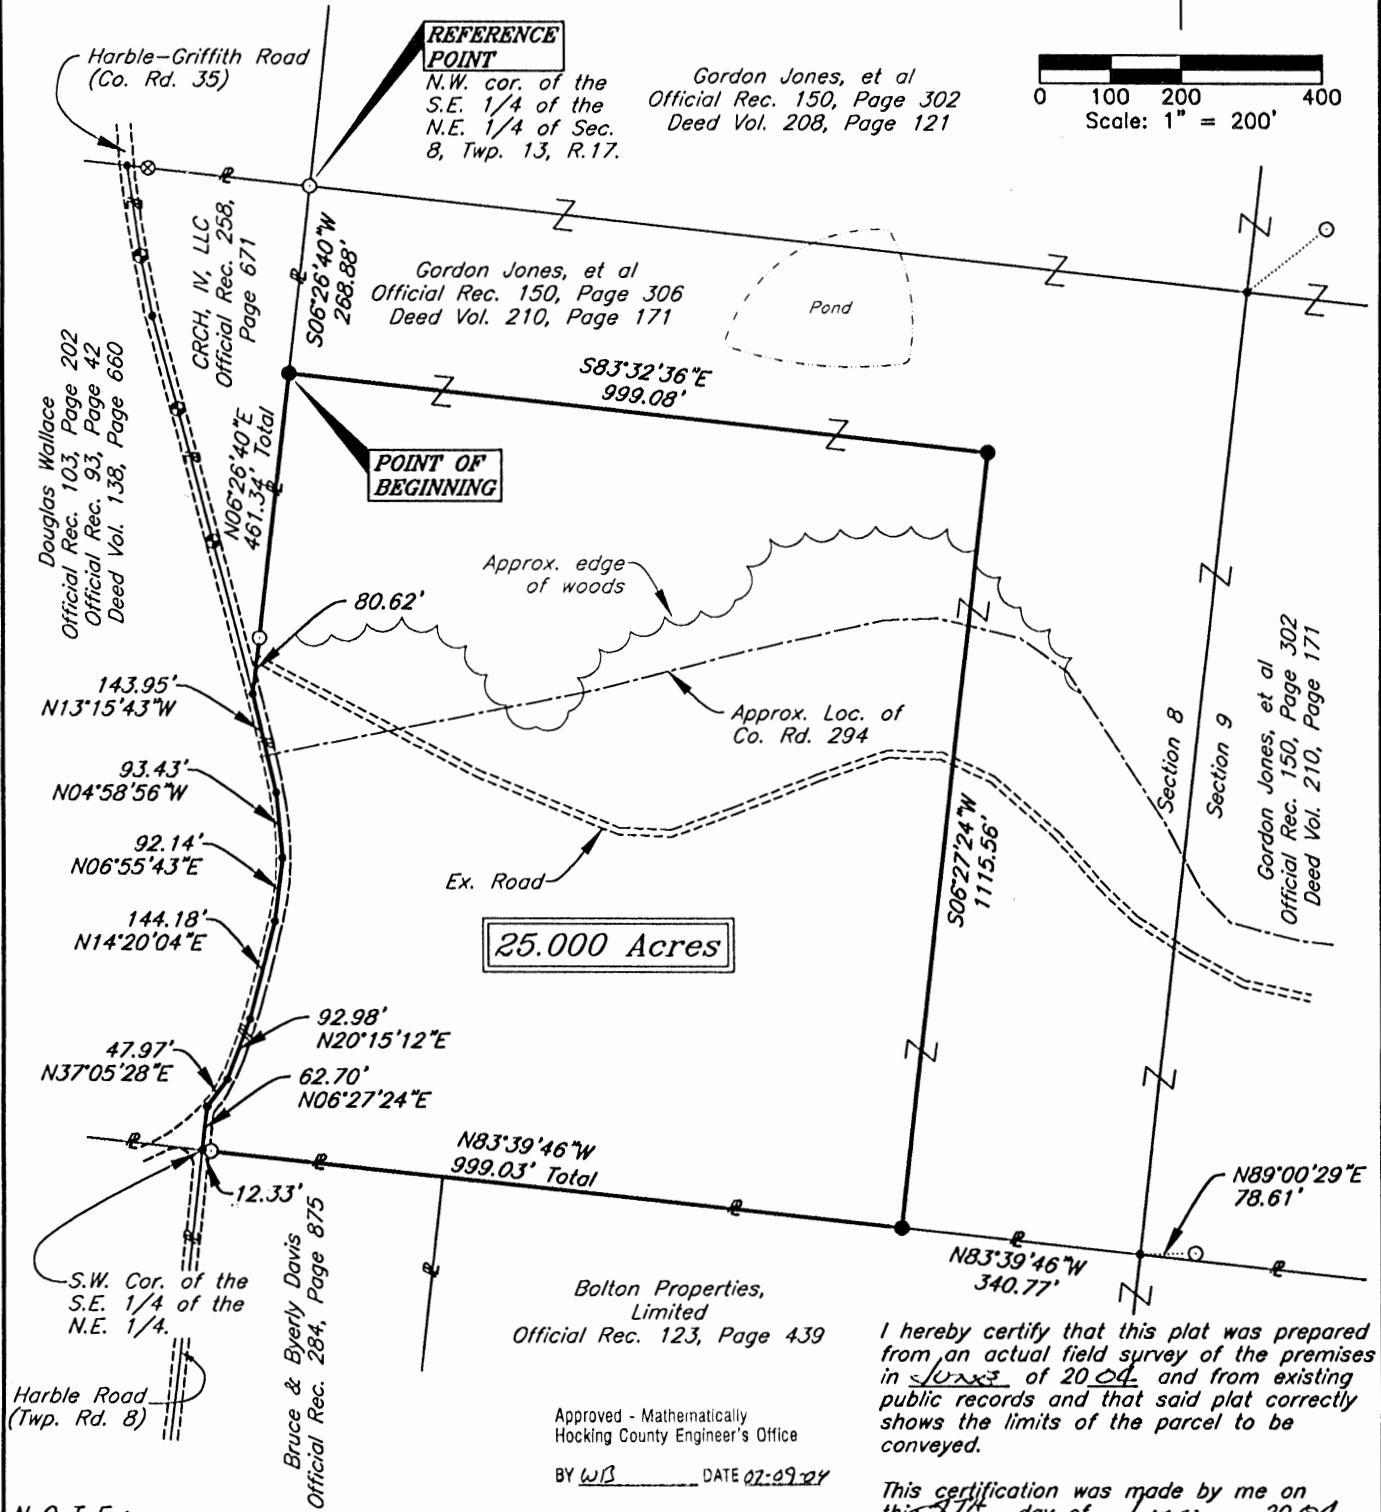 Harble-Griffith Road
(Co. Rd. 35)
REFERENCE
POINT
N.W. cor. of the
S.E. 1/4 of the
N.E. 1/4 of Sec.
8, Twp. 13, R.17.
Gordon Jones, et al
Official Rec. 150, Page 302
Deed Vol. 208, Page 121
0 100 200 400
Scale: 1" = 200'
CRCH, IV, LLC
Official Rec. 258,
Page 671
S06°26'40"W
268.88'
Gordon Jones, et al
Official Rec. 150, Page 306
Deed Vol. 210, Page 171
Pond
Douglas Wallace
Official Rec. 103, Page 202
Official Rec. 93, Page 42
Deed Vol. 138, Page 660
S83°32'36"E
999.08'
N06°26'40"E
461.34' Total
POINT OF
BEGINNING
Approx. edge
of woods
80.62'
143.95'
N13°15'43"W
Approx. Loc. of
Co. Rd. 294
93.43'
N04°58'56"W
92.14'
N06°55'43"E
Ex. Road
144.18'
N14°20'04"E
25.000 Acres
S06°27'24"W
1115.56'
Section 8
Section 9
Gordon Jones, et al
Official Rec. 150, Page 302
Deed Vol. 210, Page 171
92.98'
N20°15'12"E
47.97'
N37°05'28"E
62.70'
N06°27'24"E
N83°39'46"W
999.03' Total
12.33'
N89°00'29"E
78.61'
N83°39'46"W
340.77'
S.W. Cor. of the
S.E. 1/4 of the
N.E. 1/4.
Harble Road
(Twp. Rd. 8)
Bruce & Byerly Davis
Official Rec. 284, Page 875
Bolton Properties,
Limited
Official Rec. 123, Page 439
Approved - Mathematically
Hocking County Engineer's Office
BY WB DATE 07-09-04
I hereby certify that this plat was prepared
from an actual field survey of the premises
in of 2004 and from existing
public records and that said plat correctly
shows the limits of the parcel to be
conveyed.
This certification was made by me on